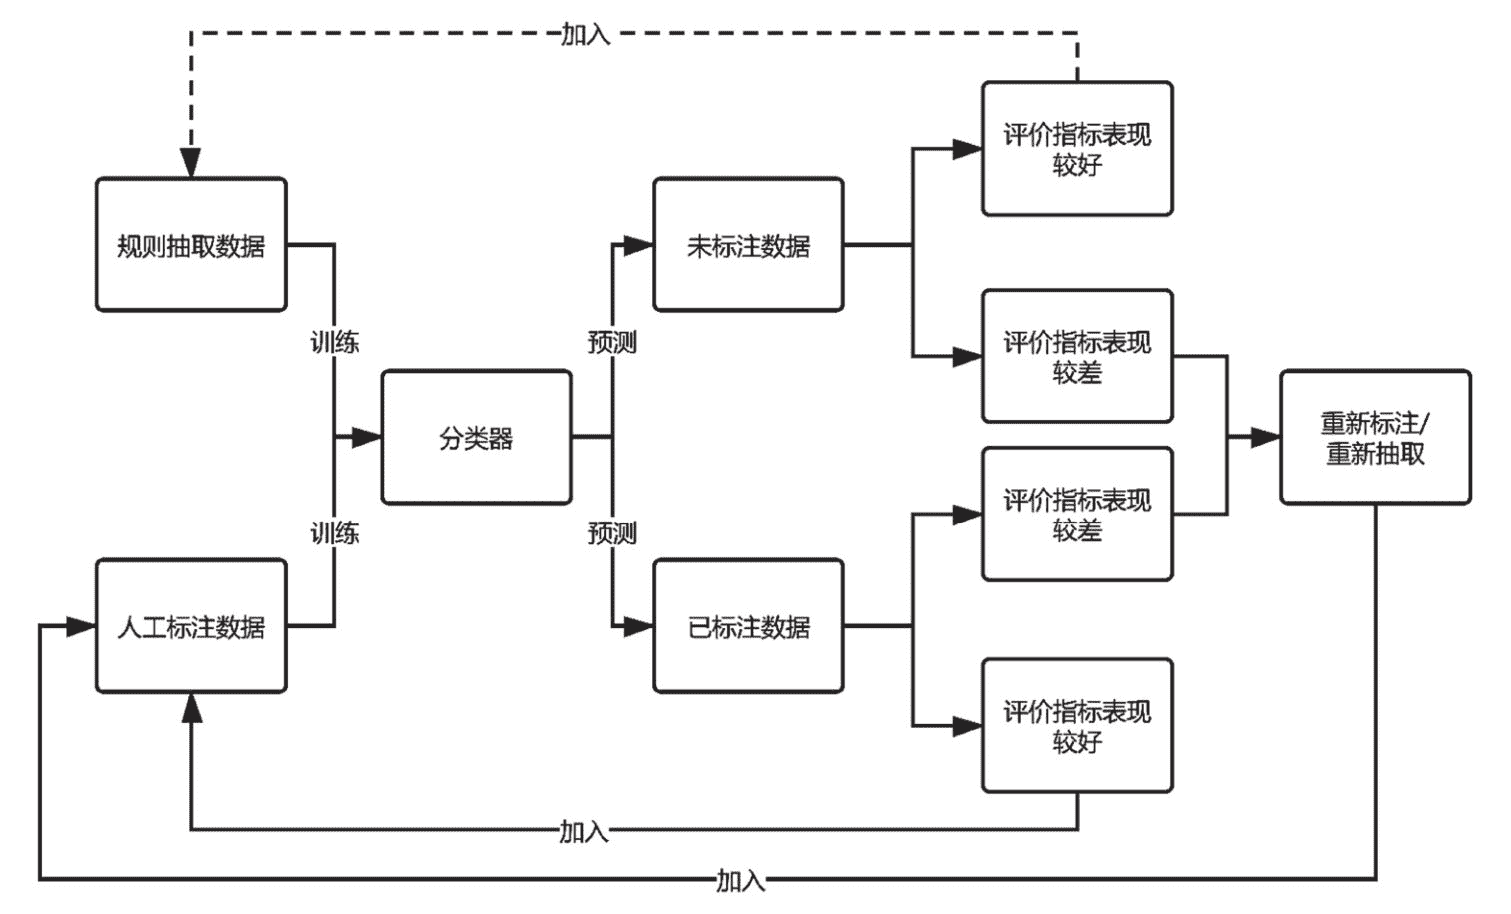 加入
评价指标表现
较好
规则抽取数据
未标注数据
训练
预测
评价指标表现
较差
分类器
重新标注/
重新抽取
评价指标表现
较差
训练
预测
人工标注数据
已标注数据
评价指标表现
较好
加入
加入